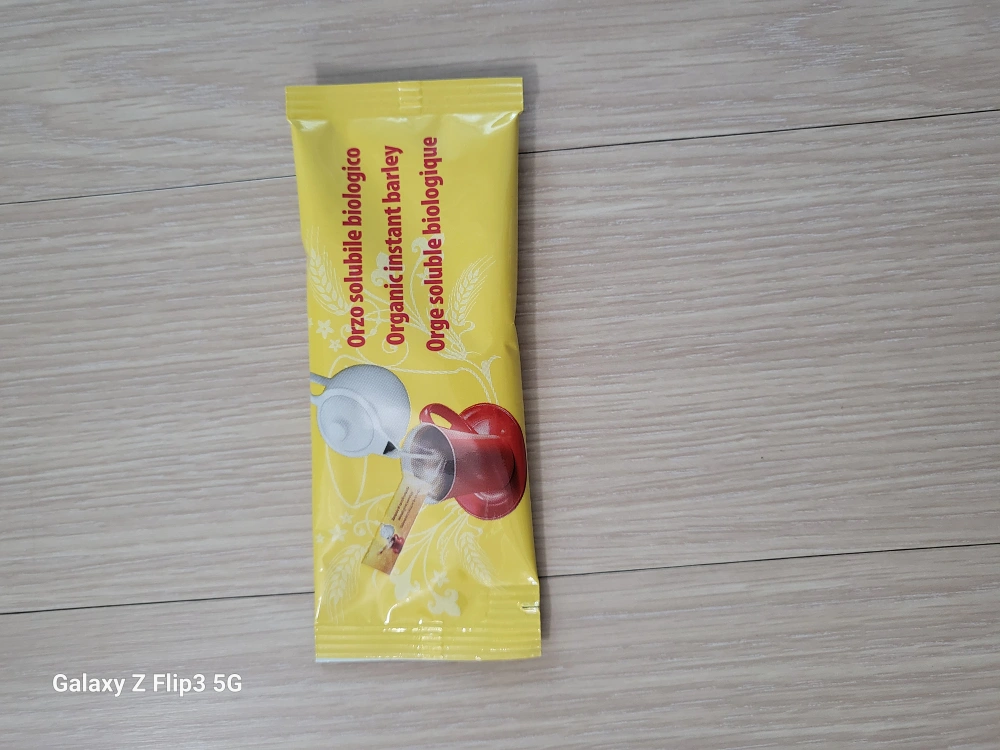 Orzo solubile biologico
Organic instant barley
Orge soluble biologique
Galaxy Z Flip3 5G